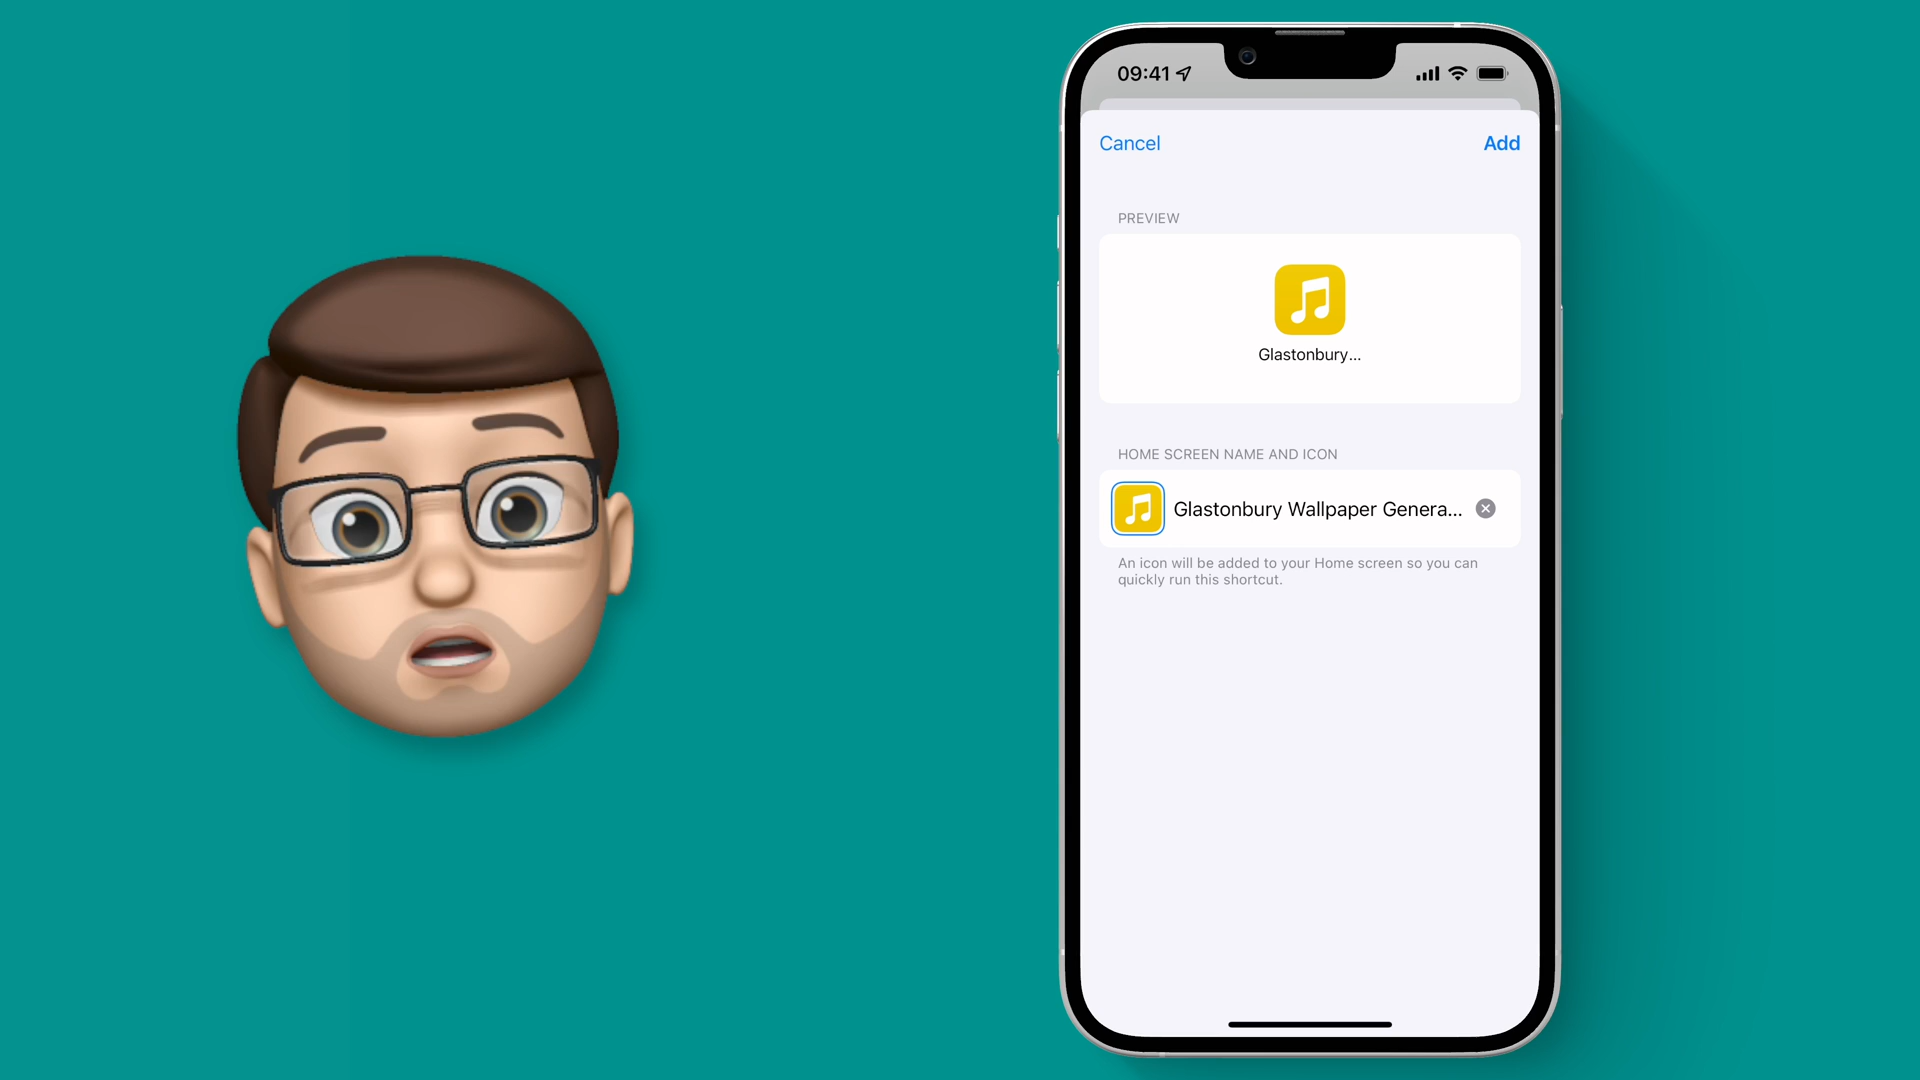 09:41
Cancel
Add
PREVIEW
Glastonbury...
HOME SCREEN NAME AND ICON
Glastonbury Wallpaper Genera...
An icon will be added to your Home screen so you can
quickly run this shortcut.